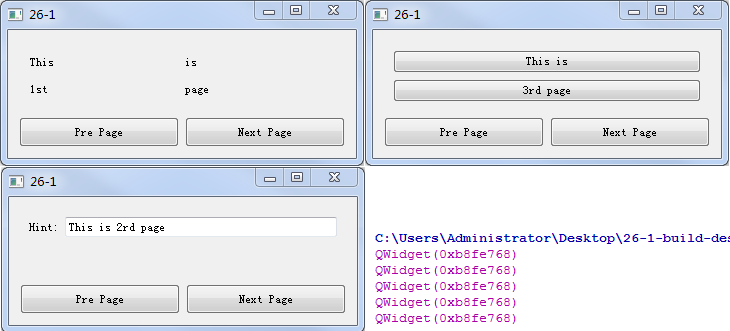 26-1
This is
1st page
Pre Page Next Page
26-1
This is
3rd page
Pre Page Next Page
26-1
Hint: This is 2rd page
Pre Page Next Page
C:\Users\Administrator\Desktop\26-1-build-des
QWidget(0xb8fe768)
QWidget(0xb8fe768)
QWidget(0xb8fe768)
QWidget(0xb8fe768)
QWidget(0xb8fe768)